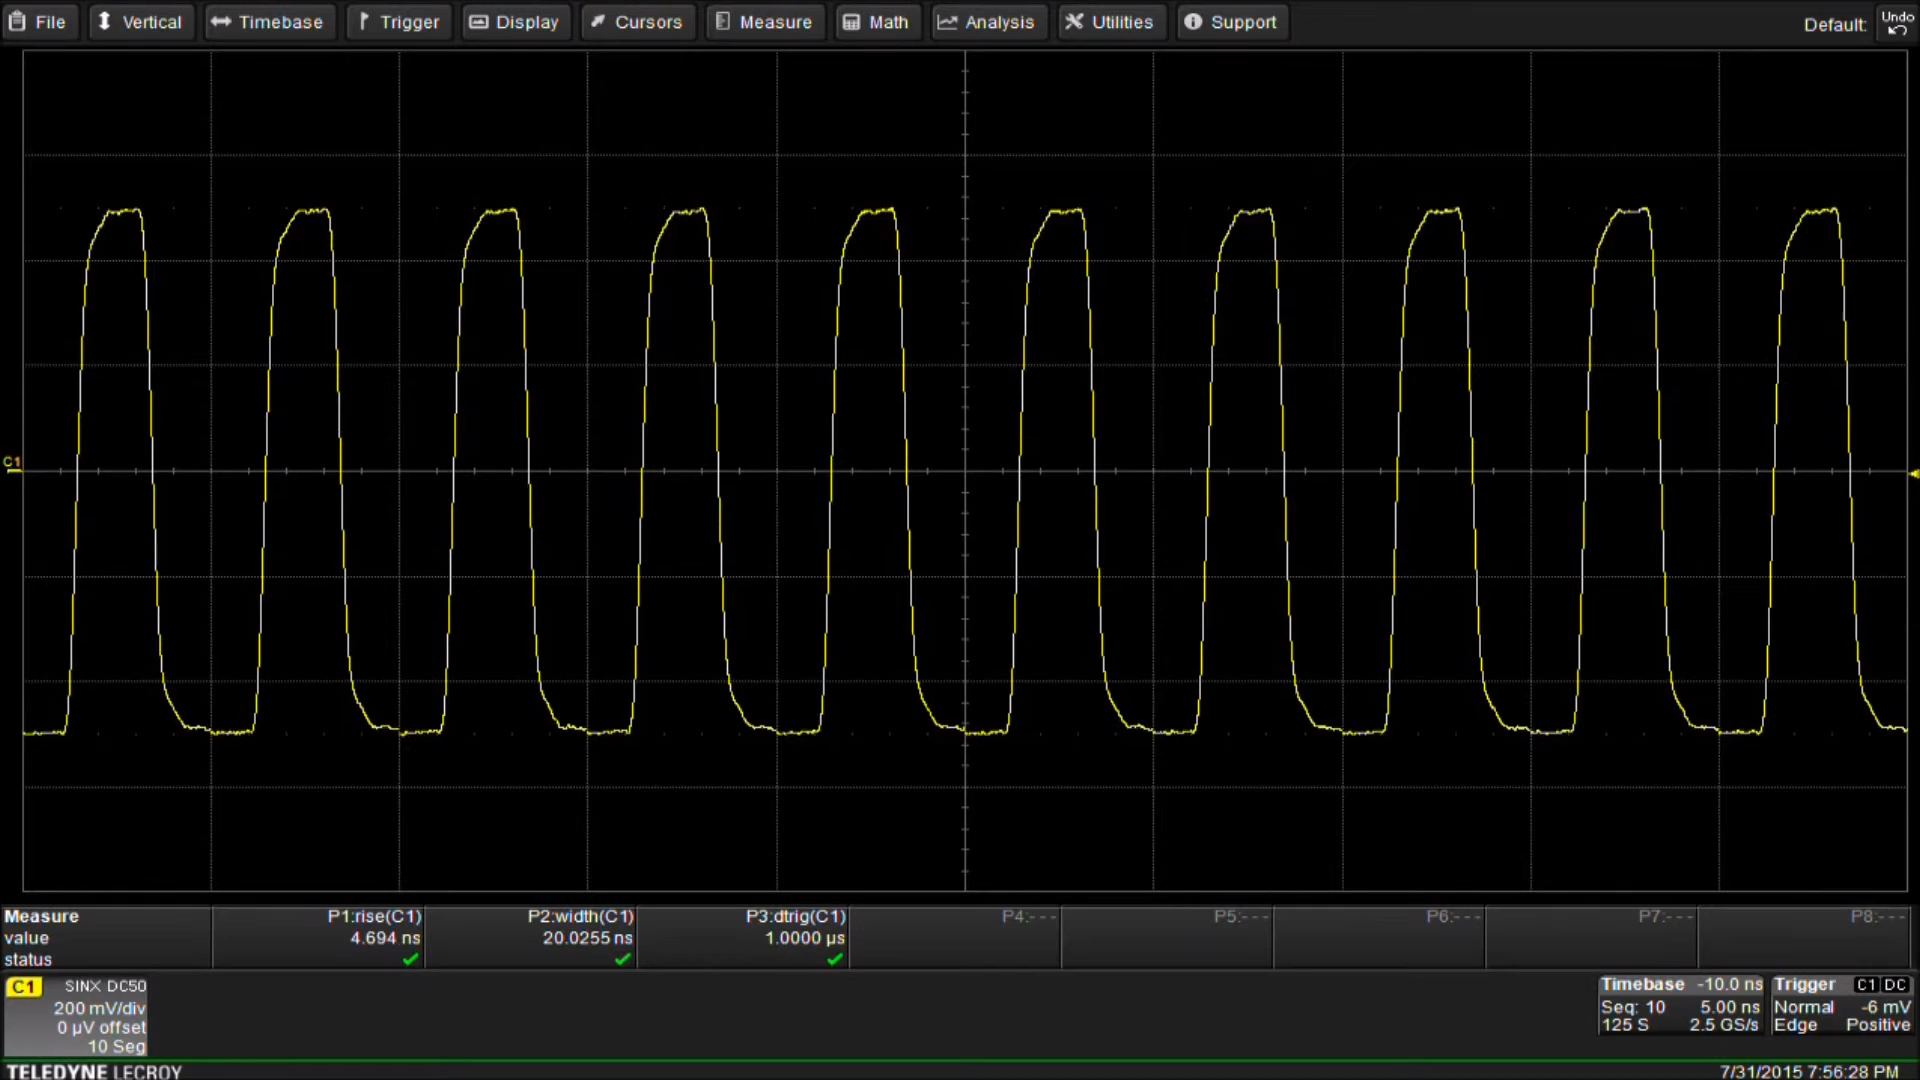 File Vertical Timebase Trigger Display Cursors Measure Math Analysis Utilities Support Default: Undo
C1
Measure P1:rise(C1) P2:width(C1) P3:dtrig(C1) P4:--- P5:--- P6:--- P7:--- P8:---
value 4.694 ns 20.0255 ns 1.0000 µs
status
C1 SINX DC50
200 mV/div
0 µV offset
10 Seg
Timebase -10.0 ns
Seq: 10 5.00 ns
125 S 2.5 GS/s
Trigger C1 DC
Normal -6 mV
Edge Positive
TELEDYNE LECROY 7/31/2015 7:56:28 PM